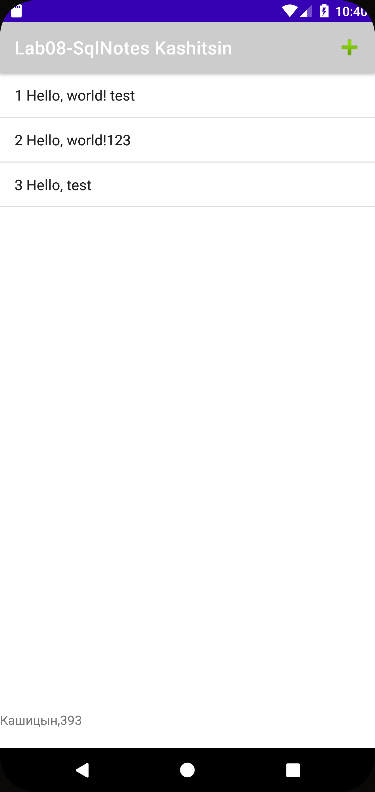 10:40
Lab08-SqlNotes Kashitsin
1 Hello, world! test
2 Hello, world!123
3 Hello, test
Кашицын,393